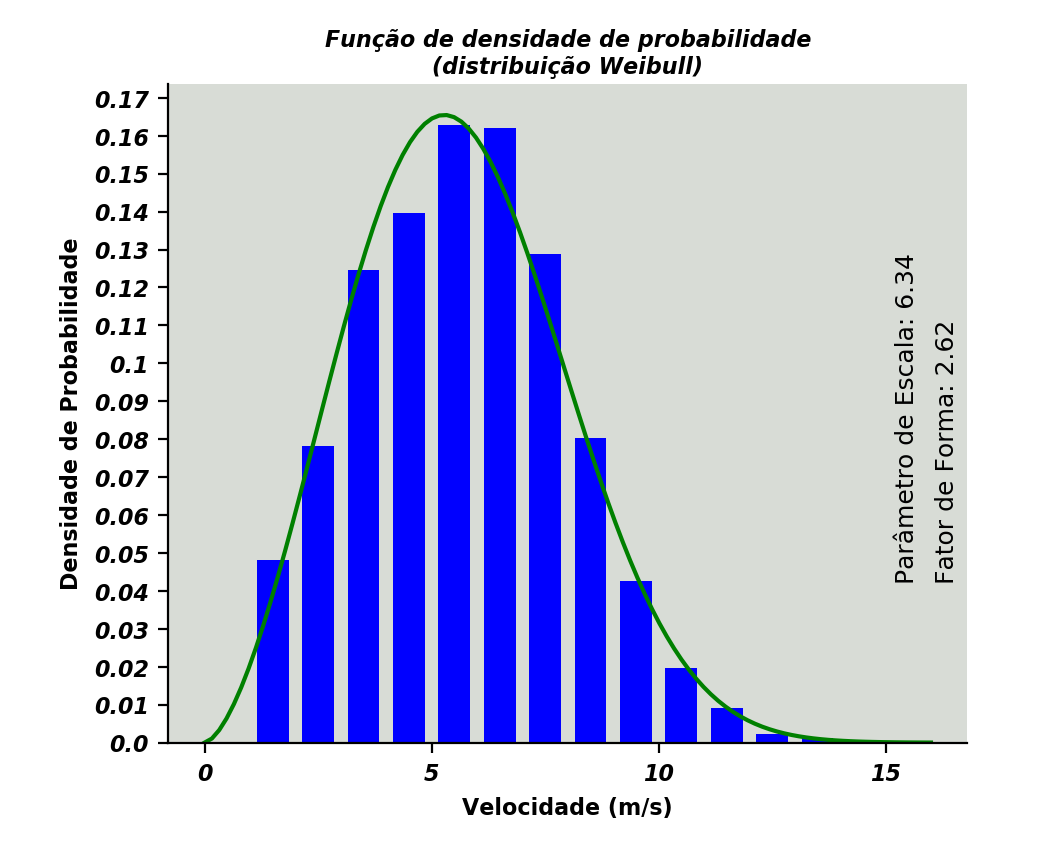 Função de densidade de probabilidade
(distribuição Weibull)
0.17
0.16
0.15
0.14
0.13
0.12
0.11
0.1
0.09
0.08
0.07
0.06
0.05
0.04
0.03
0.02
0.01
0.0
Densidade de Probabilidade
Parâmetro de Escala: 6.34
Fator de Forma: 2.62
0 5 10 15
Velocidade (m/s)